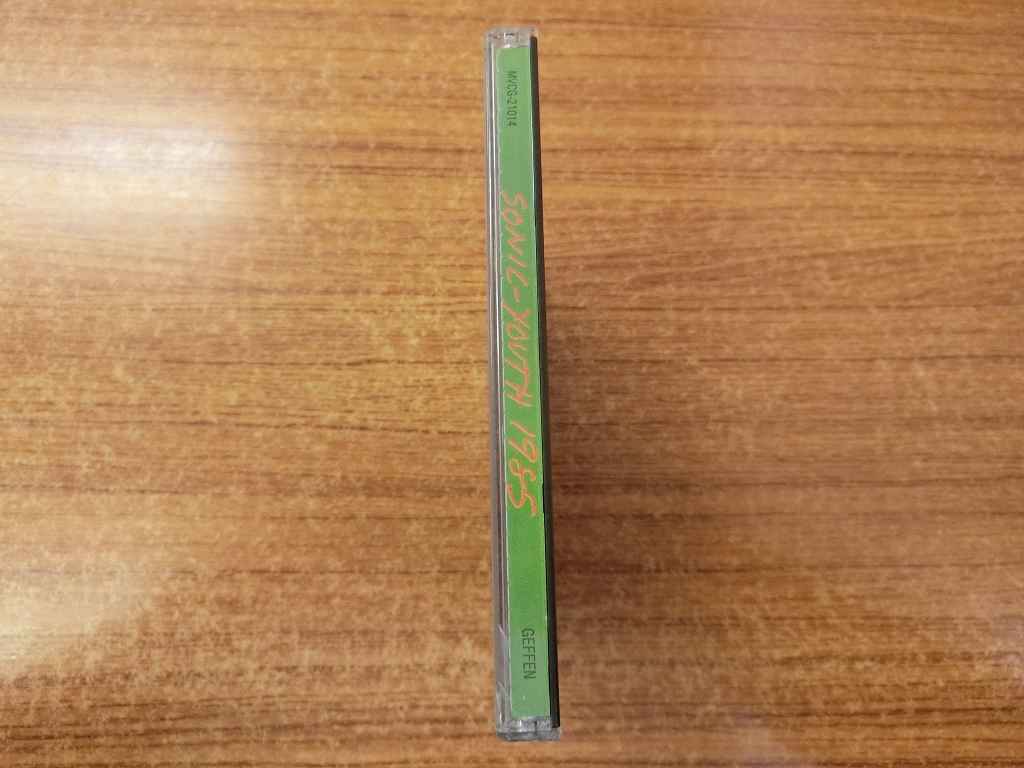 MVCG-21014
SONIC-YOUTH 1985
GEFFEN